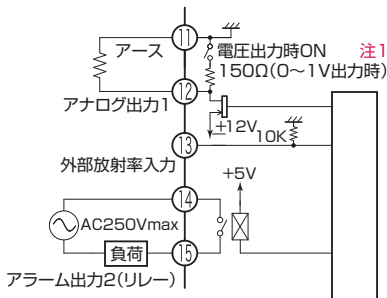 ⑪
アース
電圧出力時ON 注1
150Ω(0～1V出力時)
⑫
アナログ出力1
+12V
10K
⑬
外部放射率入力
+5V
⑭
AC250Vmax
負荷
⑮
アラーム出力2(リレー)